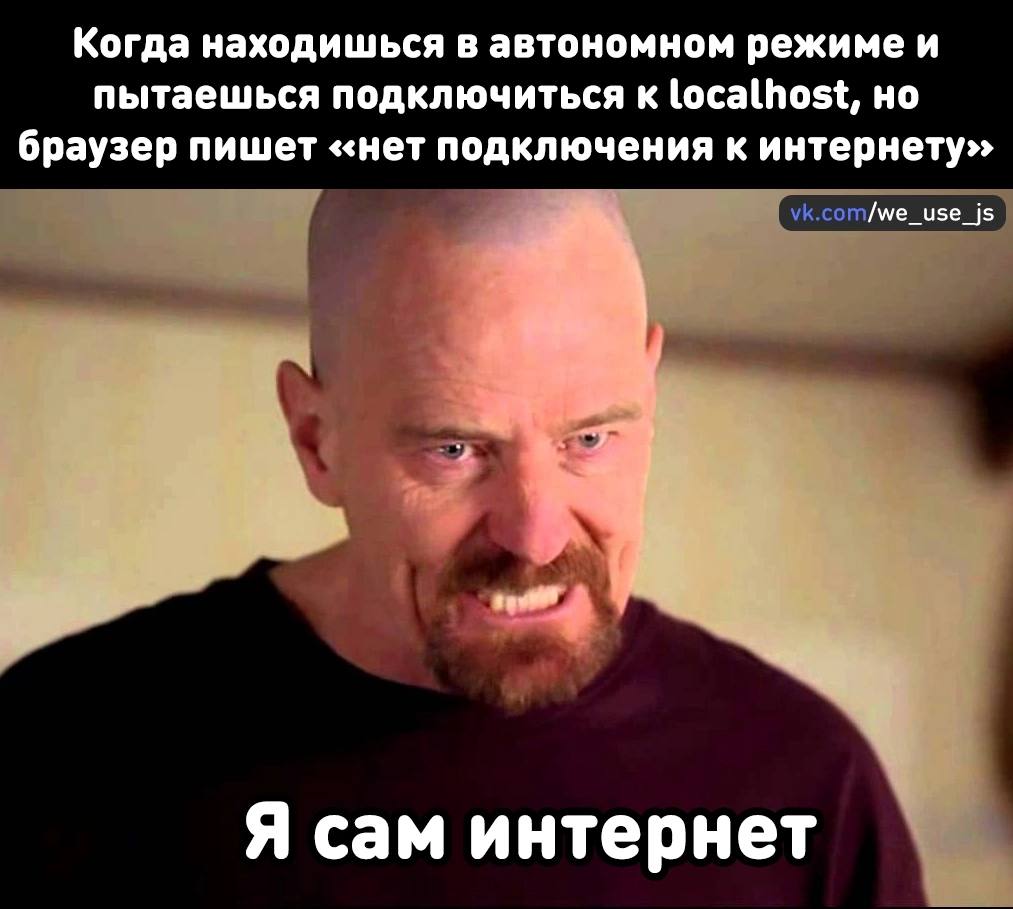 Когда находишься в автономном режиме и
пытаешься подключиться к localhost, но
браузер пишет «нет подключения к интернету»
vk.com/we_use_js
Я сам интернет